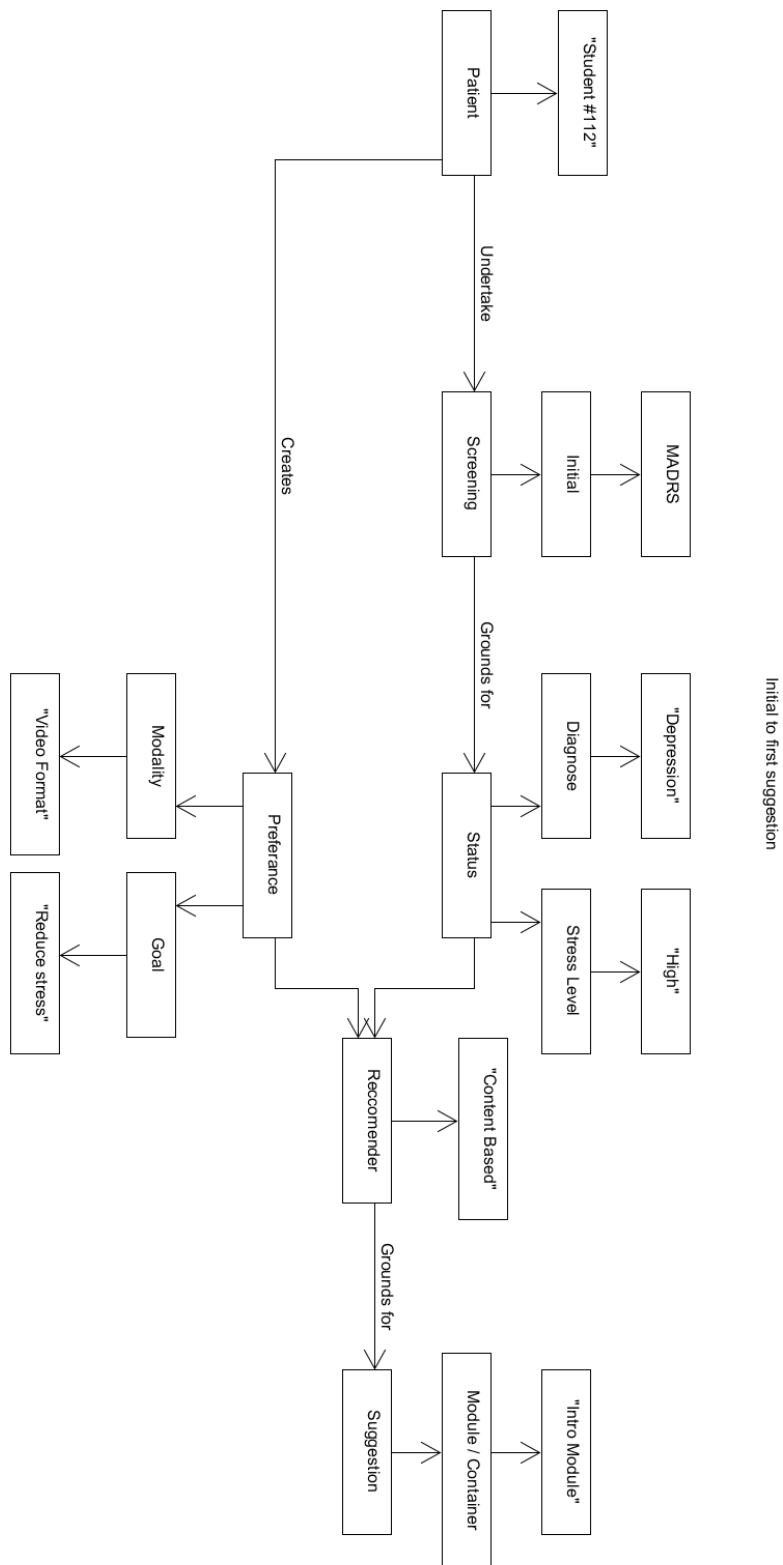 Initial to first suggestion
"Student #112"
Patient
Undertake
Creates
MADRS
Initial
Screening
Grounds for
"Depression"
"High"
Diagnose
Stress Level
Status
Preferance
Modality
Goal
"Video Format"
"Reduce stress"
"Content Based"
Reccomender
Grounds for
"Intro Module"
Module / Container
Suggestion